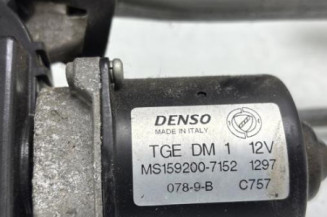 DENSO
MADE IN ITALY
TGE DM 1 12V
MS159200-7152 1297
078-9-B C757